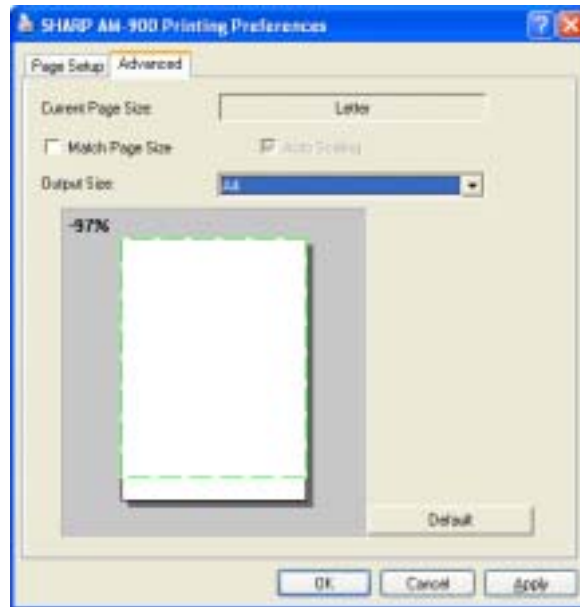 SHARP AM-900 Printing Preferences
Page Setup Advanced
Current Page Size: Letter
Match Page Size Auto Scaling
Output Size: A4
-97%
Default
OK Cancel Apply